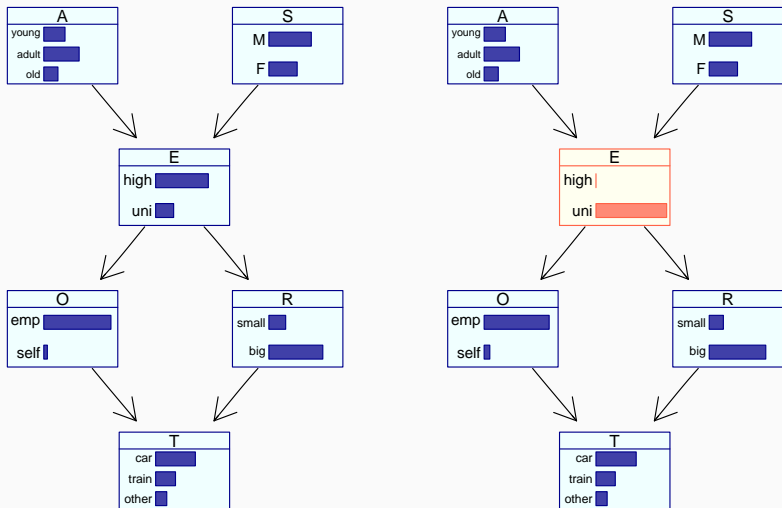 A S A S
young
adult
old
M
F
young
adult
old
M
F
E E
high
uni
high
uni
O R O R
emp
self
small
big
emp
self
small
big
T T
car
train
other
car
train
other